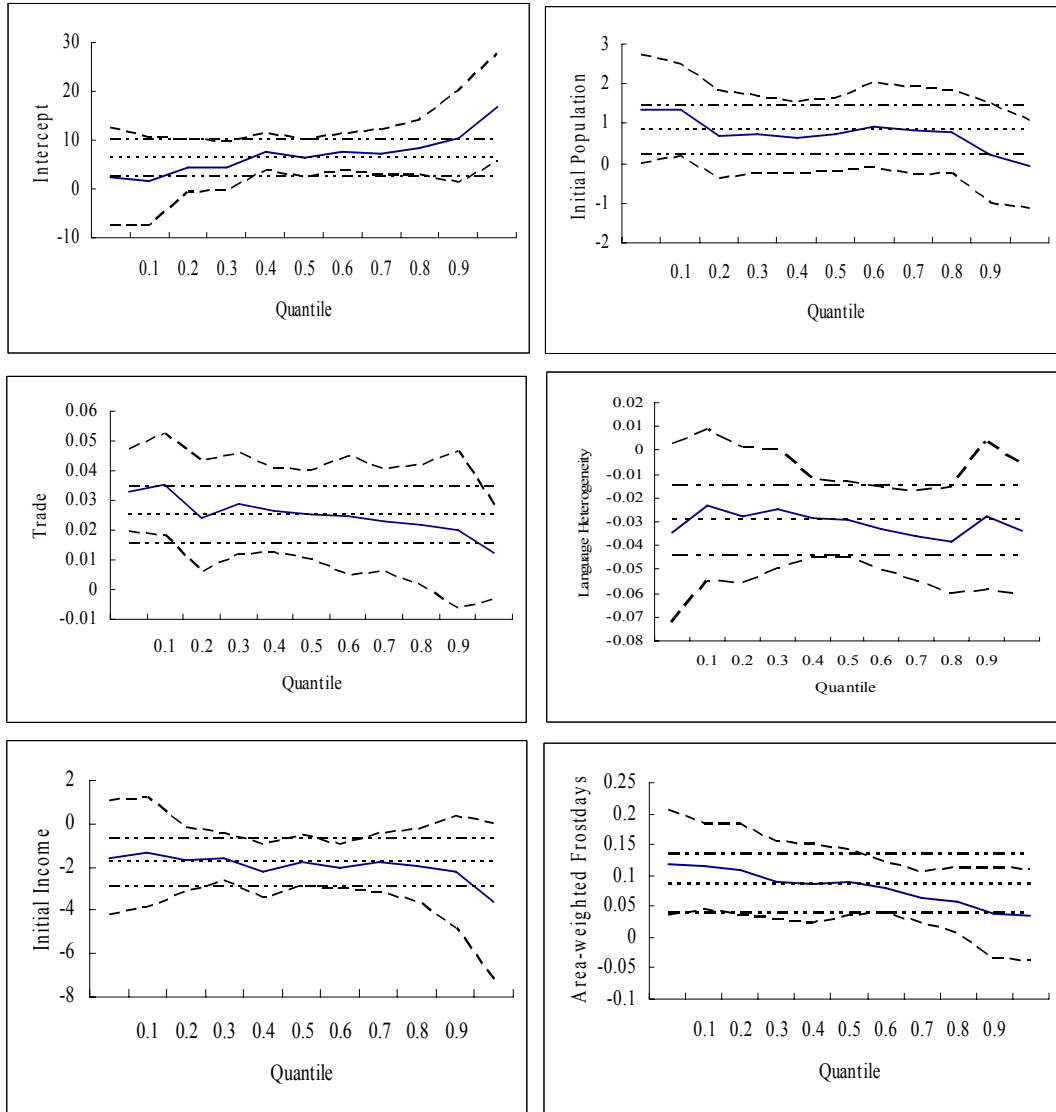 30
20
10
0
-10
Intercept
0.1 0.2 0.3 0.4 0.5 0.6 0.7 0.8 0.9
Quantile
3
2
1
0
-1
-2
Initial Population
0.1 0.2 0.3 0.4 0.5 0.6 0.7 0.8 0.9
Quantile
0.06
0.05
0.04
0.03
0.02
0.01
0
-0.01
Trade
0.1 0.2 0.3 0.4 0.5 0.6 0.7 0.8 0.9
Quantile
0.02
0.01
0
-0.01
-0.02
-0.03
-0.04
-0.05
-0.06
-0.07
-0.08
Language Heterogeneity
0.1 0.2 0.3 0.4 0.5 0.6 0.7 0.8 0.9
Quantile
2
0
-2
-4
-6
-8
Initial Income
0.1 0.2 0.3 0.4 0.5 0.6 0.7 0.8 0.9
Quantile
0.25
0.2
0.15
0.1
0.05
0
-0.05
-0.1
Area-weighted Frostdays
0.1 0.2 0.3 0.4 0.5 0.6 0.7 0.8 0.9
Quantile